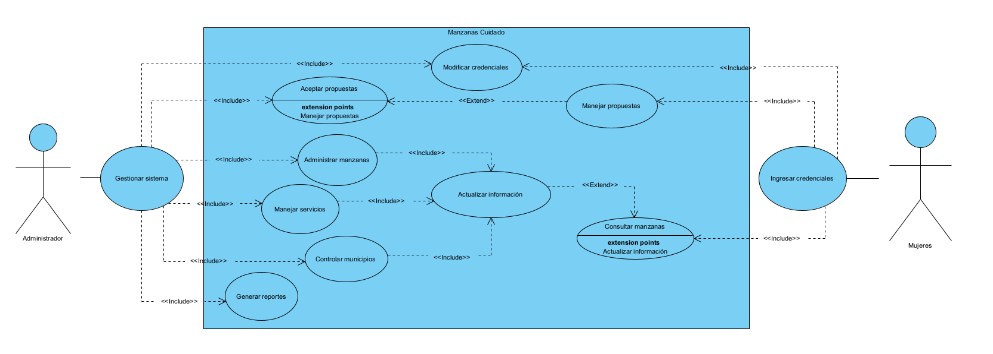 Manzanas Cuidado
<<Include>>
Modificar credenciales
<<Include>>
Aceptar propuestas
extension points
Manejar propuestas
<<Include>>
<<Extend>>
Manejar propuestas
<<Include>>
Administrador
Gestionar sistema
<<Include>>
Administrar manzanas
<<Include>>
<<Include>>
Manejar servicios
<<Include>>
Actualizar información
<<Extend>>
Consultar manzanas
extension points
Actualizar información
<<Include>>
Ingresar credenciales
Mujeres
<<Include>>
Controlar municipios
<<Include>>
<<Include>>
Generar reportes